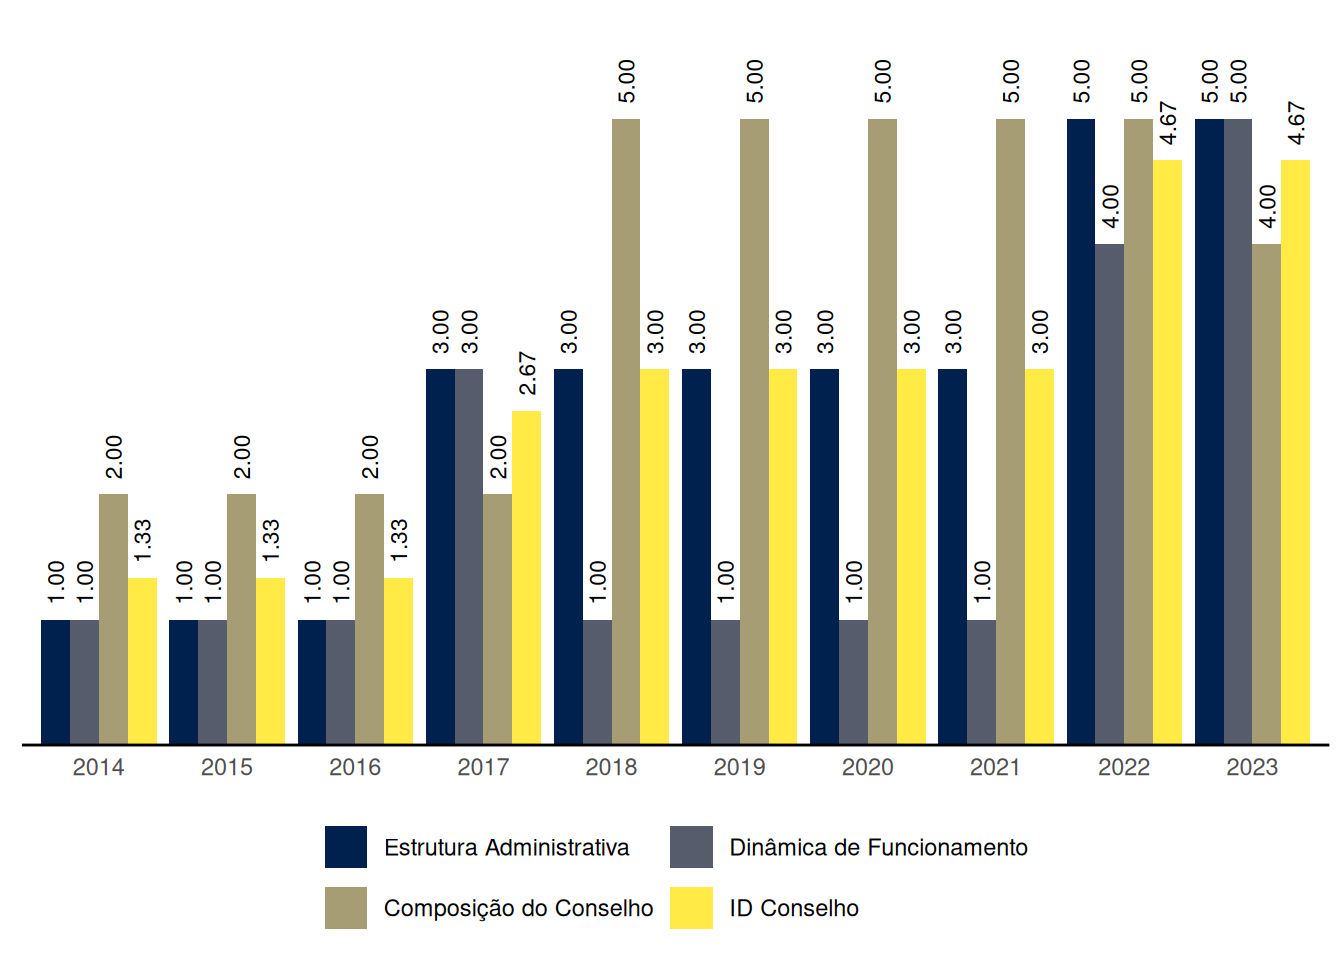 5.00 5.00 5.00 5.00 5.00 5.00 5.00 5.00
4.67 4.67
4.00 4.00
3.00 3.00 3.00 3.00 3.00 3.00 3.00 3.00 3.00 3.00
2.67
2.00 2.00 2.00 2.00
1.33 1.33 1.33
1.00 1.00 1.00 1.00 1.00 1.00 1.00 1.00 1.00 1.00
2014 2015 2016 2017 2018 2019 2020 2021 2022 2023
Estrutura Administrativa Dinâmica de Funcionamento
Composição do Conselho ID Conselho